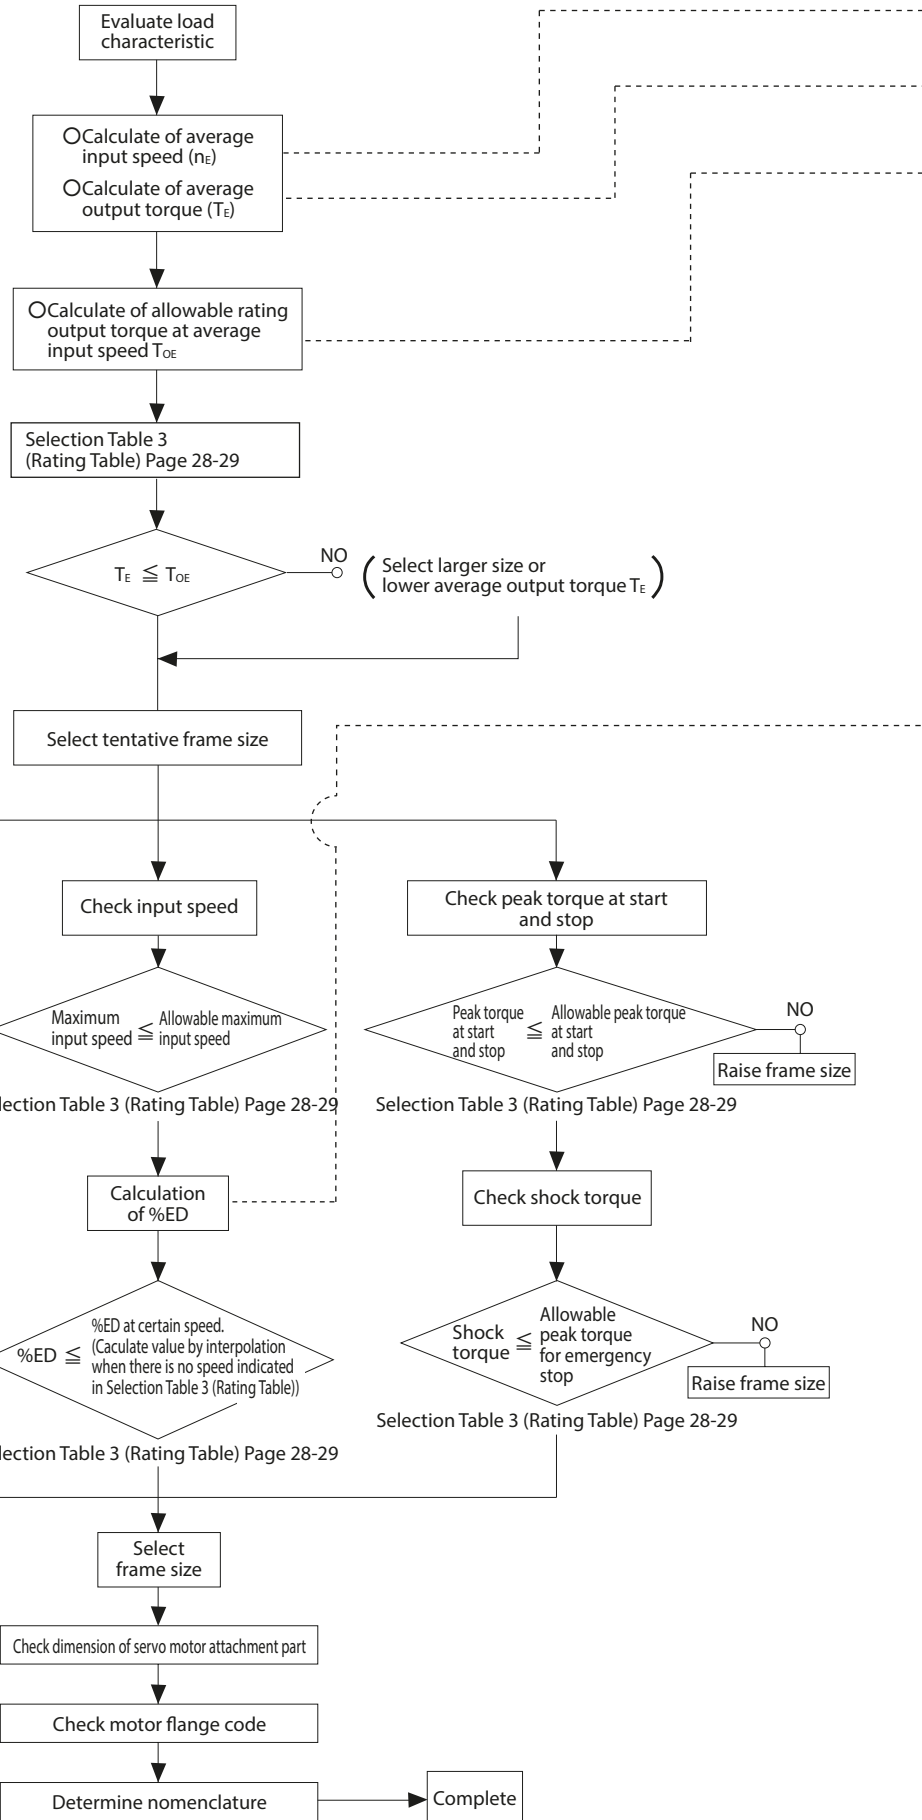 Evaluate load
characteristic
○Calculate of average
input speed (nE)
○Calculate of average
output torque (TE)
○Calculate of allowable rating
output torque at average
input speed TOE
Selection Table 3
(Rating Table) Page 28-29
TE ≦ TOE
NO
(Select larger size or
lower average output torque TE)
Select tentative frame size
Check input speed
Maximum
input speed
≦
Allowable maximum
input speed
lection Table 3 (Rating Table) Page 28-29
Calculation
of %ED
%ED ≦
%ED at certain speed.
(Caculate value by interpolation
when there is no speed indicated
in Selection Table 3 (Rating Table))
lection Table 3 (Rating Table) Page 28-29
Check peak torque at start
and stop
Peak torque
at start
and stop
≦
Allowable peak torque
at start
and stop
NO
Raise frame size
Selection Table 3 (Rating Table) Page 28-29
Check shock torque
Shock
torque
≦
Allowable
peak torque
for emergency
stop
NO
Raise frame size
Selection Table 3 (Rating Table) Page 28-29
Select
frame size
Check dimension of servo motor attachment part
Check motor flange code
Determine nomenclature
Complete